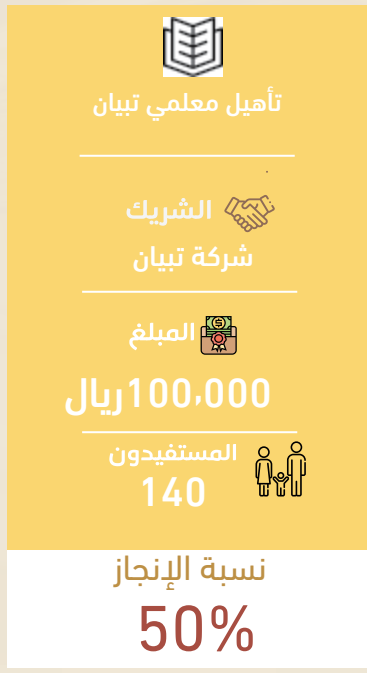 تأهيل معلمي تبيان
الشريك
شركة تبيان
المبلغ
100,000ريال
المستفيدون
140
نسبة الإنجاز
50%